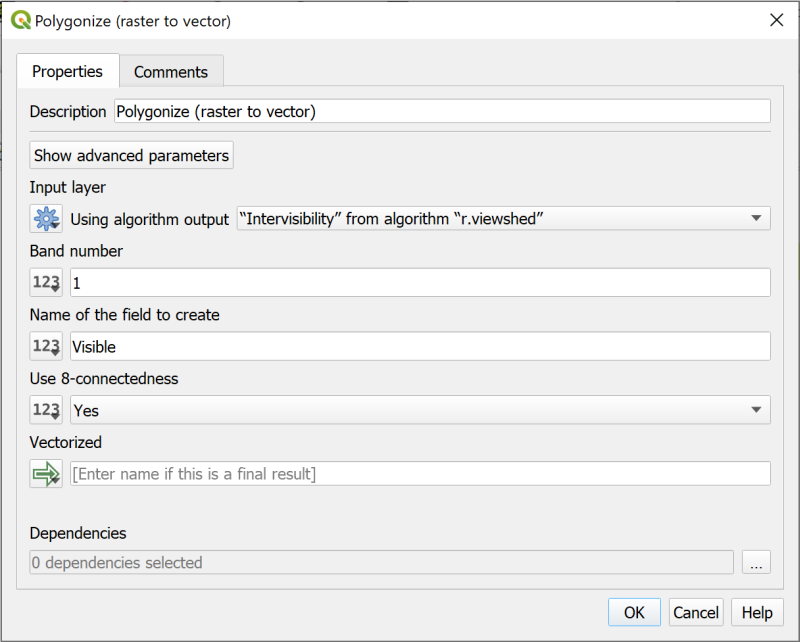 Polygonize (raster to vector)
Properties
Comments
Description Polygonize (raster to vector)
Show advanced parameters
Input layer
Using algorithm output “Intervisibility” from algorithm “r.viewshed”
Band number
123 1
Name of the field to create
123 Visible
Use 8-connectedness
123 Yes
Vectorized
[Enter name if this is a final result]
Dependencies
0 dependencies selected ...
OK Cancel Help